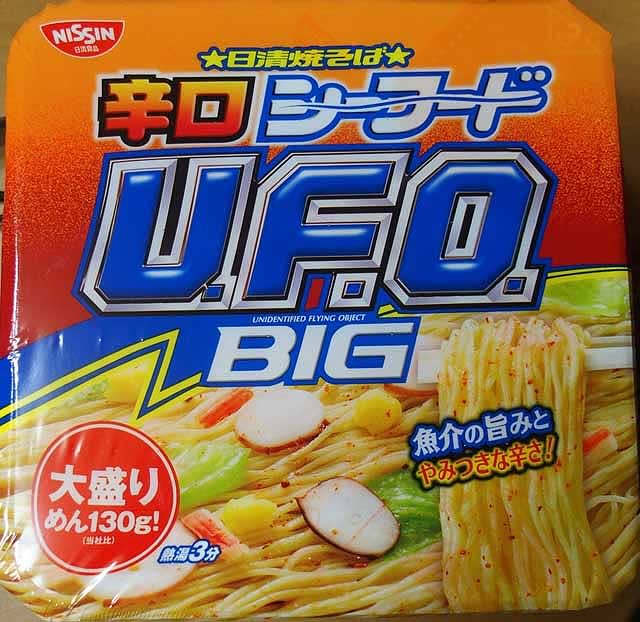 NISSIN
日清食品
★日清焼そば★
辛口シーフード
U.F.O.
UNIDENTIFIED FLYING OBJECT
BIG
魚介の旨みと
やみつきな辛さ!
大盛り
めん130g!
(当社比)
熱湯3分